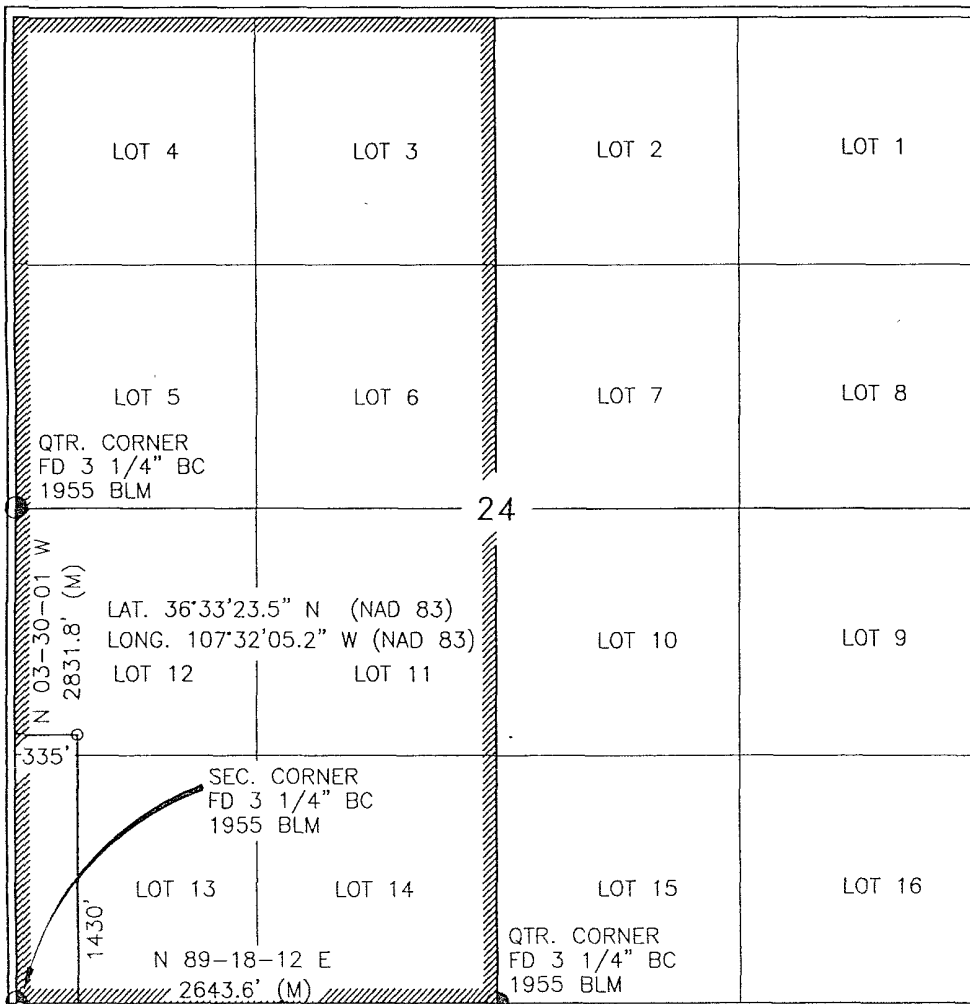 LOT 4
LOT 3
LOT 2
LOT 1
LOT 5
LOT 6
LOT 7
LOT 8
QTR. CORNER
FD 3 1/4" BC
1955 BLM
24
N 03-30-01 W
2831.8' (M)
LAT. 36°33'23.5" N (NAD 83)
LONG. 107°32'05.2" W (NAD 83)
LOT 12
LOT 11
LOT 10
LOT 9
335'
SEC. CORNER
FD 3 1/4" BC
1955 BLM
LOT 13
LOT 14
LOT 15
LOT 16
1430'
N 89-18-12 E
2643.6' (M)
QTR. CORNER
FD 3 1/4" BC
1955 BLM